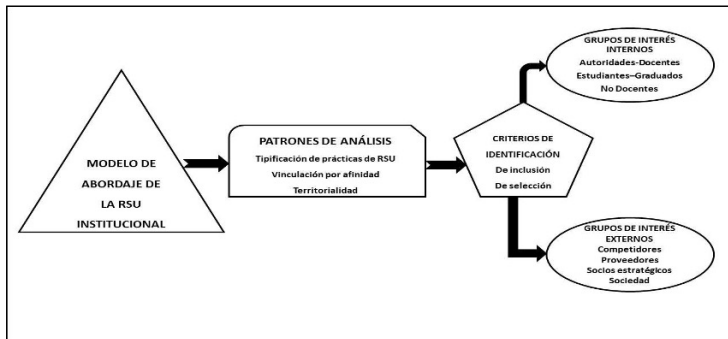 MODELO DE
ABORDAJE DE
LA RSU
INSTITUCIONAL
PATRONES DE ANÁLISIS
Tipificación de prácticas de RSU
Vinculación por afinidad
Territorialidad
CRITERIOS DE
IDENTIFICACIÓN
De inclusión
De selección
GRUPOS DE INTERÉS
INTERNOS
Autoridades-Docentes
Estudiantes–Graduados
No Docentes
GRUPOS DE INTERÉS
EXTERNOS
Competidores
Proveedores
Socios estratégicos
Sociedad